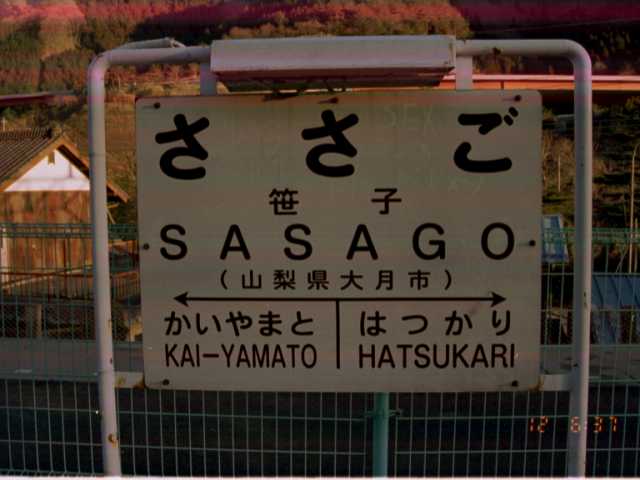 さ さ ご
笹 子
SASAGO
(山梨県大月市)
かいやまと はつかり
KAI-YAMATO HATSUKARI
12 6:37